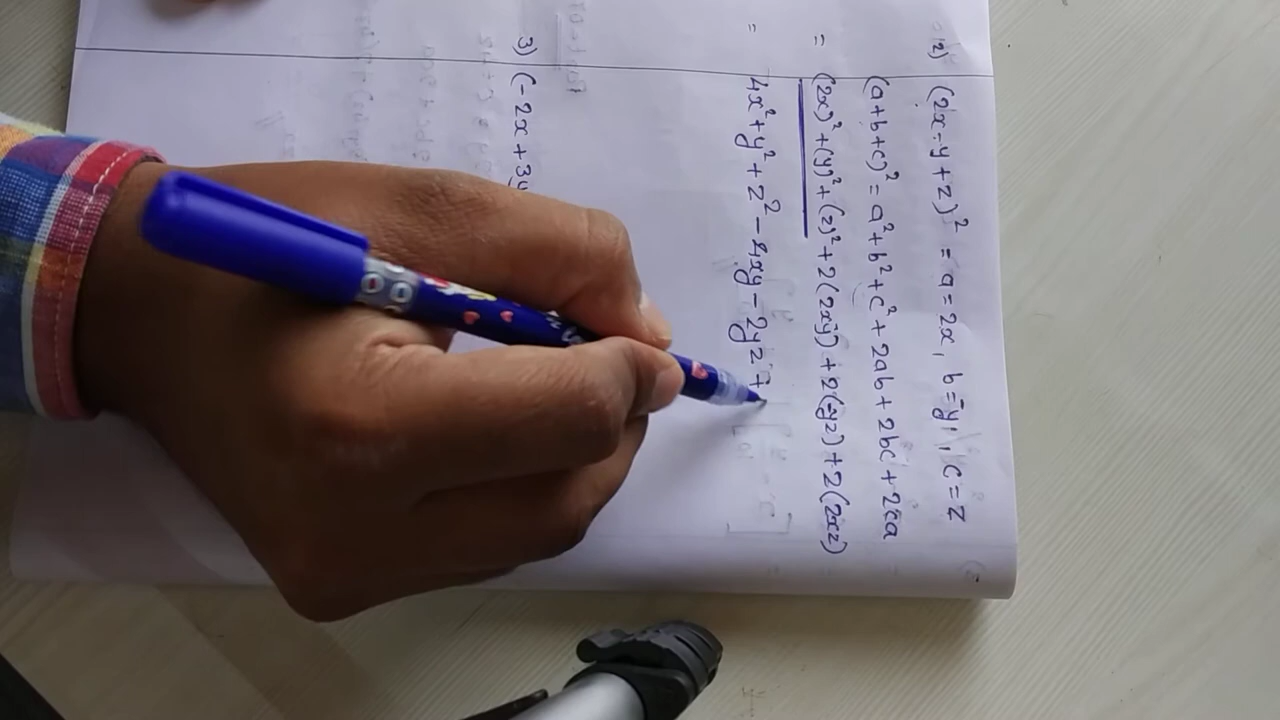 2) (2x-y+z)² = a=2x, b=-y, c=z
(a+b+c)² = a²+b²+c²+2ab+2bc+2ca
= (2x)²+(y)²+(z)²+2(2xy)+2(-yz)+2(2xz)
= 4x²+y²+z²-4xy-2yz+
3) (-2x+3y